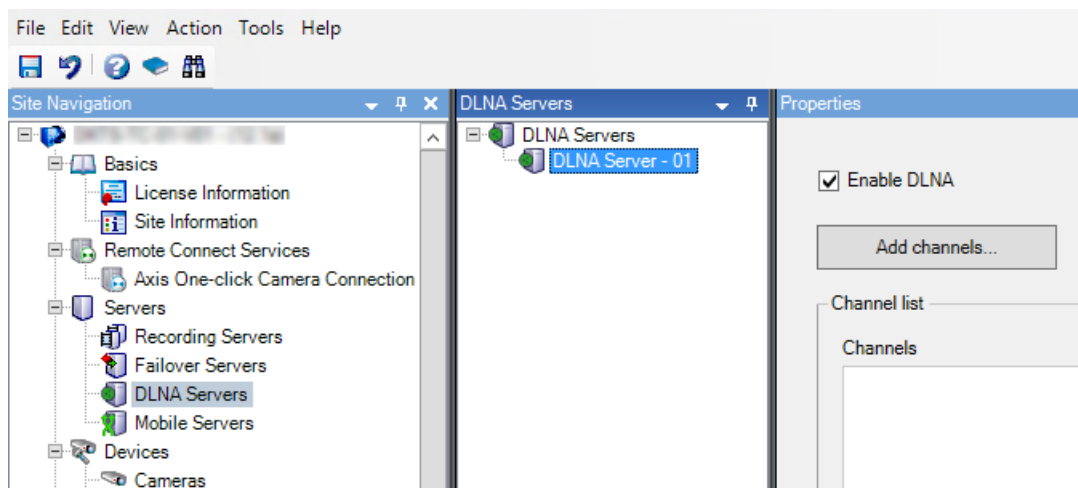 File Edit View Action Tools Help
Site Navigation
Basics
License Information
Site Information
Remote Connect Services
Axis One-click Camera Connection
Servers
Recording Servers
Failover Servers
DLNA Servers
Mobile Servers
Devices
Cameras
DLNA Servers
DLNA Servers
DLNA Server - 01
Properties
Enable DLNA
Add channels...
Channel list
Channels